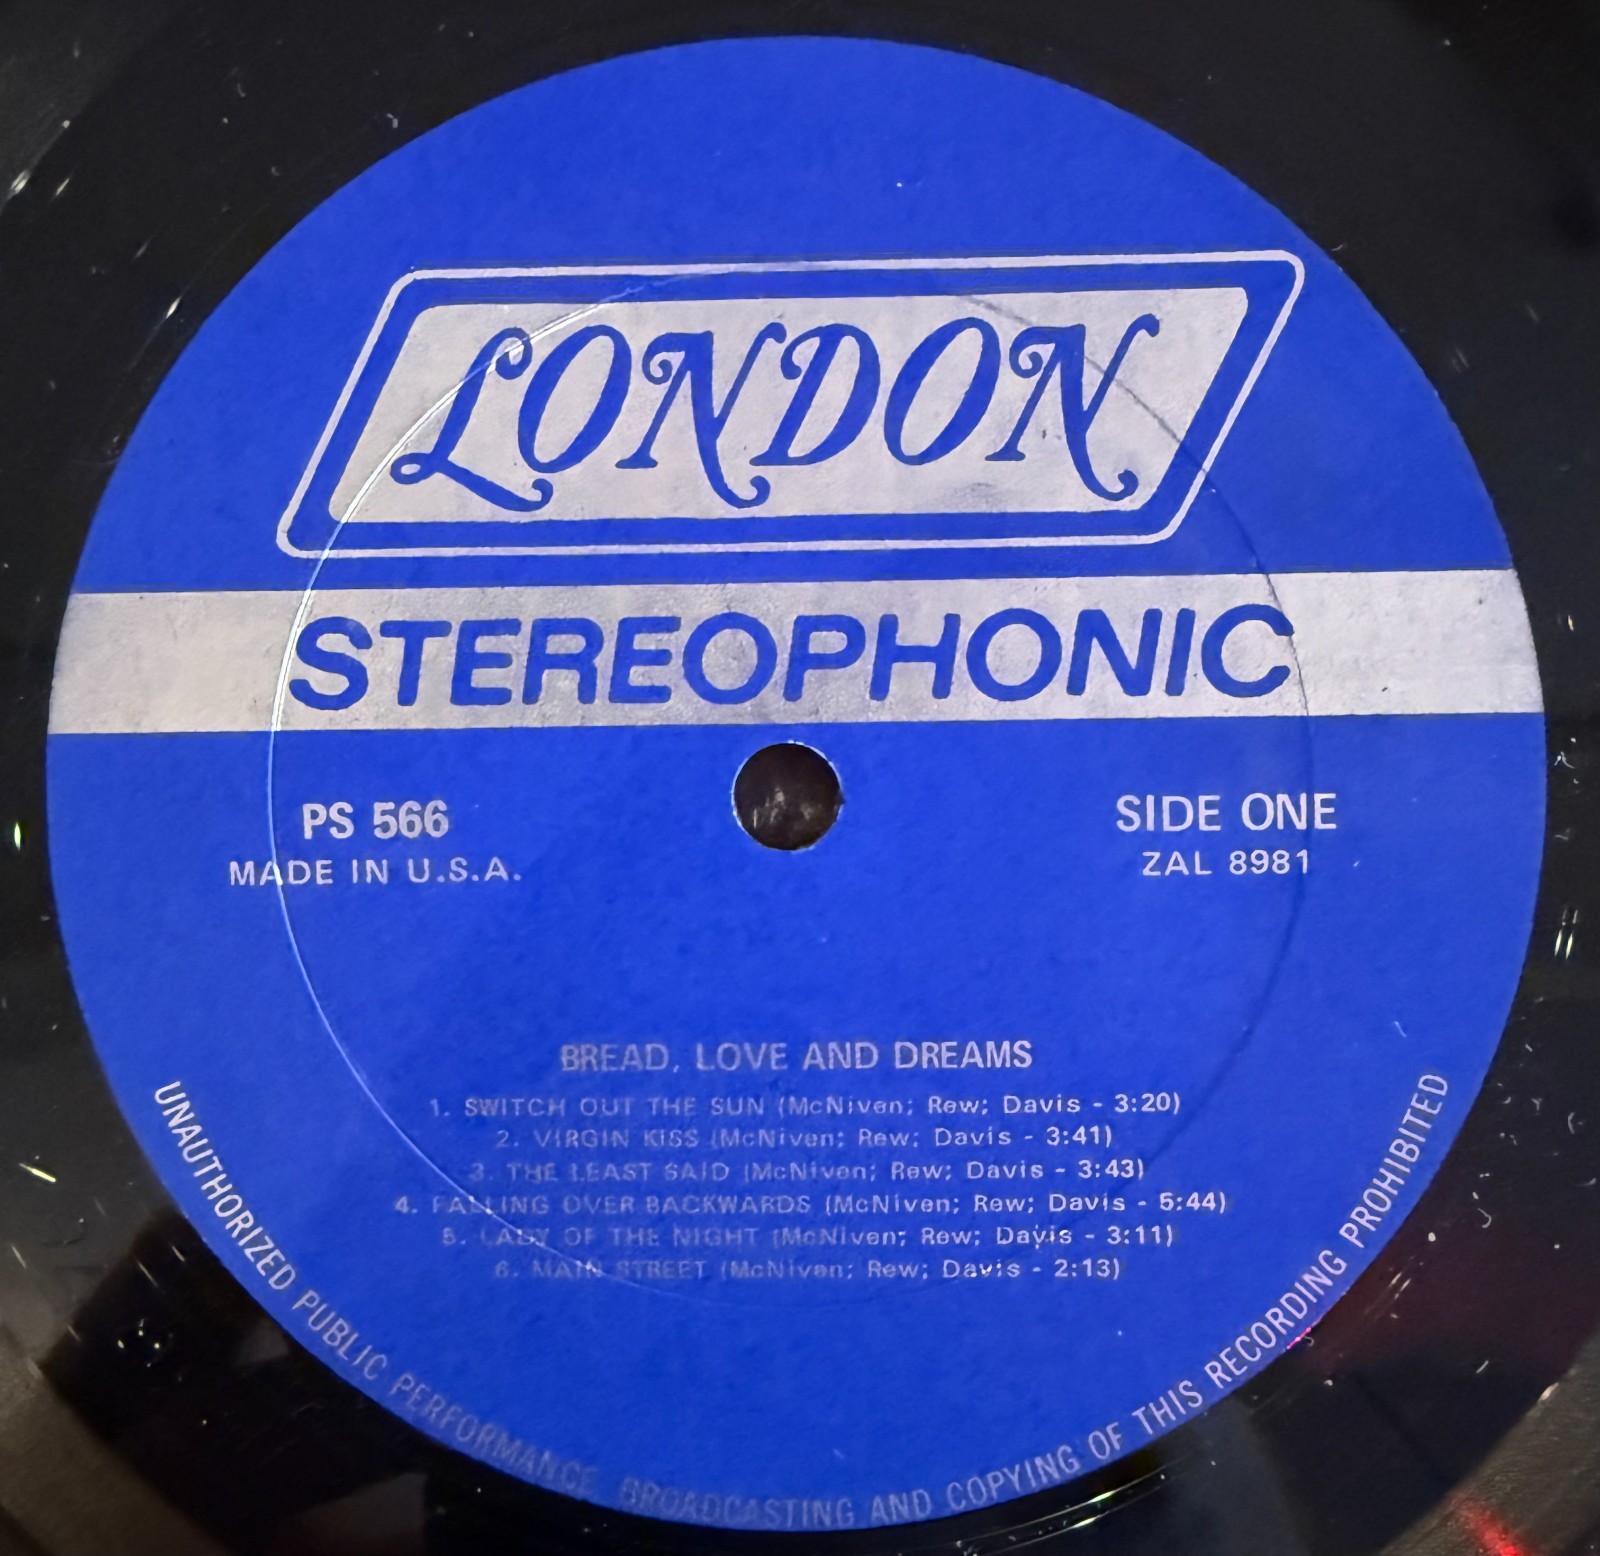 LONDON
STEREOPHONIC
PS 566
MADE IN U.S.A.
SIDE ONE
ZAL 8981
BREAD, LOVE AND DREAMS
1. SWITCH OUT THE SUN (McNiven; Rew; Davis - 3:20)
2. VIRGIN KISS (McNiven; Rew; Davis - 3:41)
3. THE LEAST SAID (McNiven; Rew; Davis - 3:43)
4. FALLING OVER BACKWARDS (McNiven; Rew; Davis - 5:44)
5. LADY OF THE NIGHT (McNiven; Rew; Davis - 3:11)
6. MAIN STREET (McNiven; Rew; Davis - 2:13)
UNAUTHORIZED PUBLIC PERFORMANCE BROADCASTING AND COPYING OF THIS RECORDING PROHIBITED